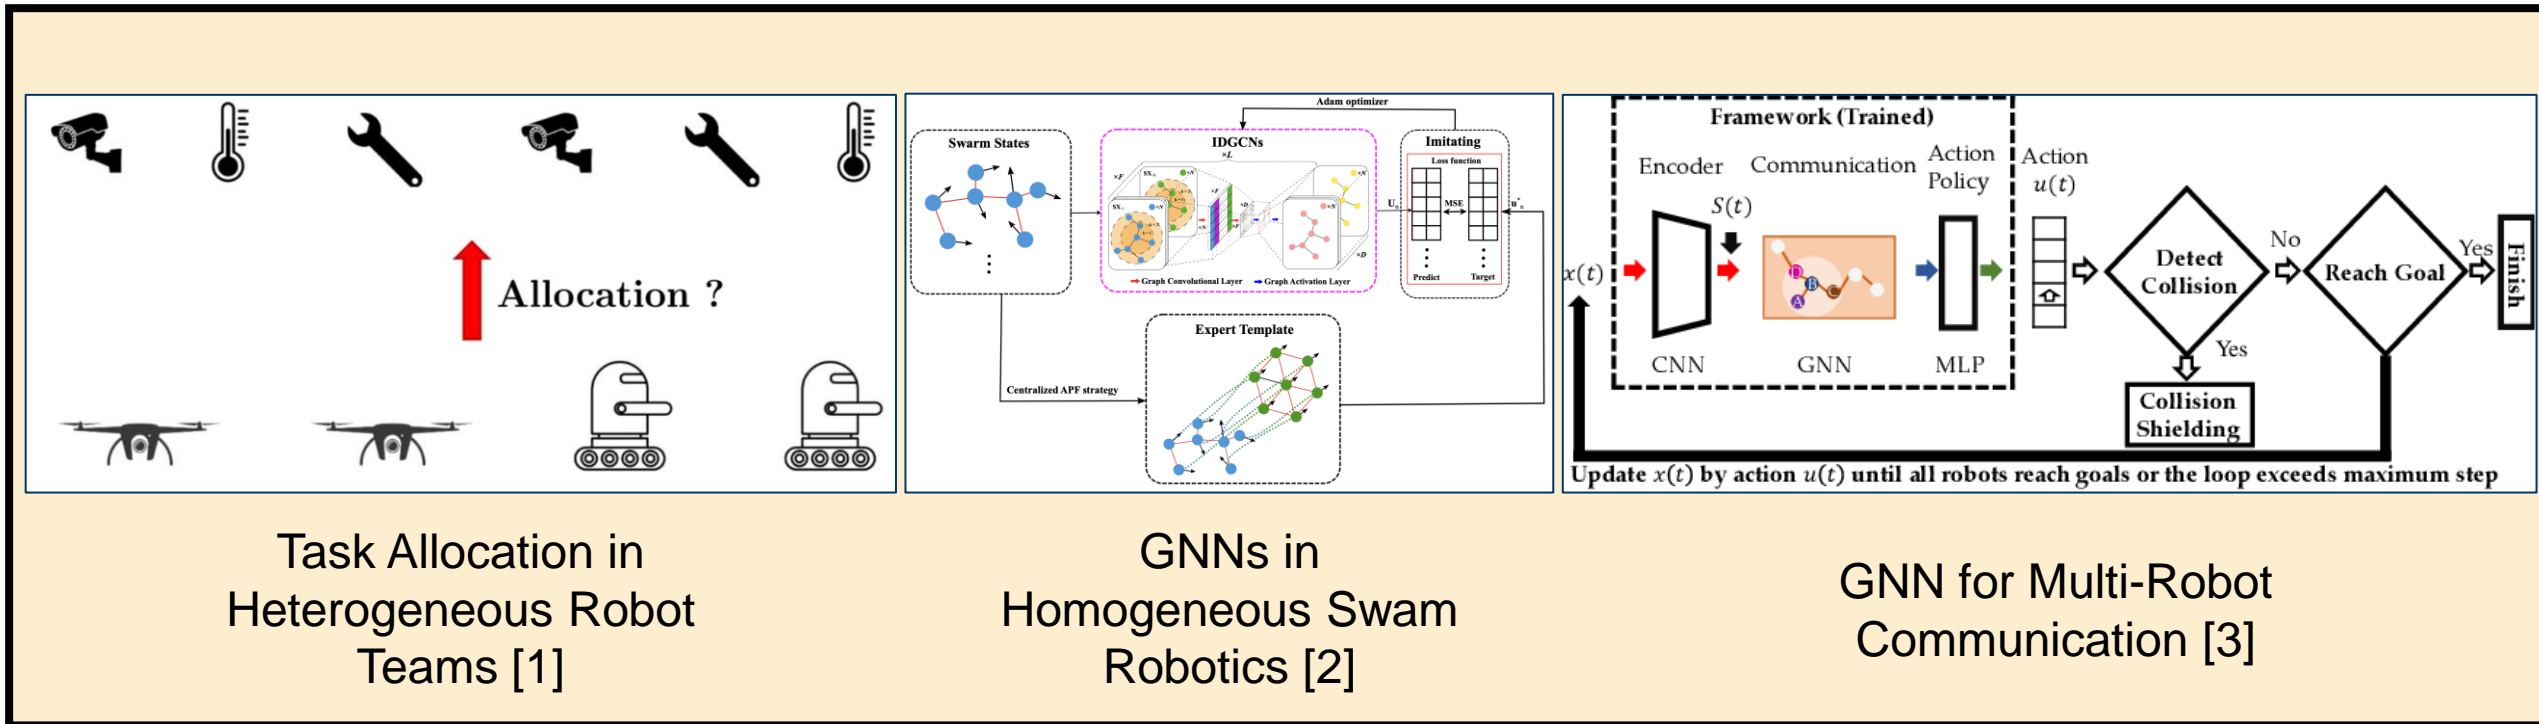 Allocation ?
Task Allocation in
Heterogeneous Robot
Teams [1]
Adam optimizer
Swarm States
IDGCNs
×L
Imitating
Loss function
×F
×N
×N
×N
×N
×F
×D
×N
×F
×D
MSE
Predict
Target
Graph Convolutional Layer
Graph Activation Layer
Expert Template
Centralized APF strategy
GNNs in
Homogeneous Swam
Robotics [2]
Framework (Trained)
Encoder
Communication
Action
Policy
Action
u(t)
S(t)
x(t)
D
B
A
C
CNN
GNN
MLP
Detect
Collision
No
Reach Goal
Yes
Finish
Yes
Collision
Shielding
Update x(t) by action u(t) until all robots reach goals or the loop exceeds maximum step
GNN for Multi-Robot
Communication [3]